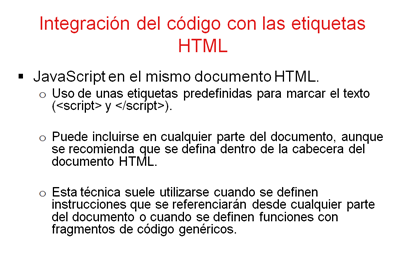 Integración del código con las etiquetas
HTML
▪ JavaScript en el mismo documento HTML.
o Uso de unas etiquetas predefinidas para marcar el texto
(<script> y </script>).
o Puede incluirse en cualquier parte del documento, aunque
se recomienda que se defina dentro de la cabecera del
documento HTML.
o Esta técnica suele utilizarse cuando se definen
instrucciones que se referenciarán desde cualquier parte
del documento o cuando se definen funciones con
fragmentos de código genéricos.